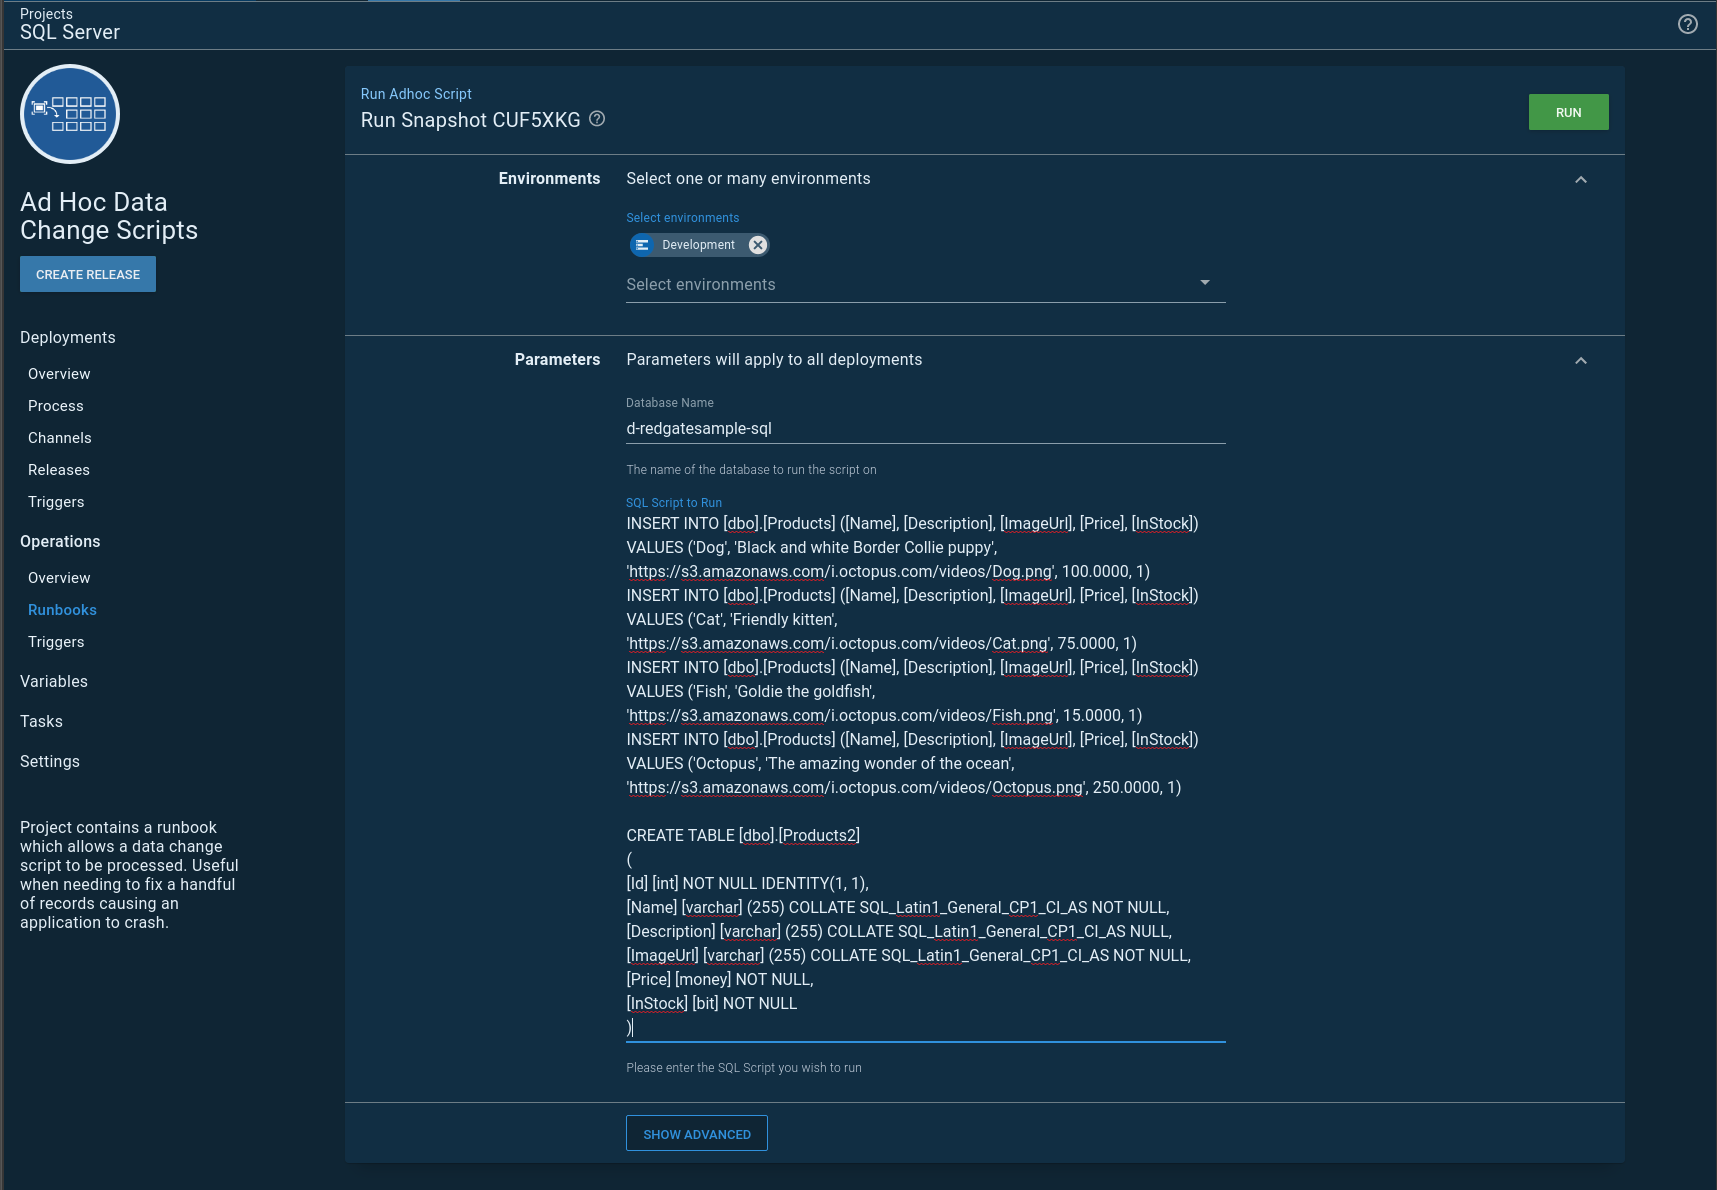 Projects
SQL Server
Ad Hoc Data
Change Scripts
CREATE RELEASE
Deployments
Overview
Process
Channels
Releases
Triggers
Operations
Overview
Runbooks
Triggers
Variables
Tasks
Settings
Project contains a runbook
which allows a data change
script to be processed. Useful
when needing to fix a handful
of records causing an
application to crash.
Run Adhoc Script
Run Snapshot CUF5XKG
RUN
Environments Select one or many environments
Select environments
Development
Select environments
Parameters Parameters will apply to all deployments
Database Name
d-redgatesample-sql
The name of the database to run the script on
SQL Script to Run
INSERT INTO [dbo].[Products] ([Name], [Description], [ImageUrl], [Price], [InStock])
VALUES ('Dog', 'Black and white Border Collie puppy',
'https://s3.amazonaws.com/i.octopus.com/videos/Dog.png', 100.0000, 1)
INSERT INTO [dbo].[Products] ([Name], [Description], [ImageUrl], [Price], [InStock])
VALUES ('Cat', 'Friendly kitten',
'https://s3.amazonaws.com/i.octopus.com/videos/Cat.png', 75.0000, 1)
INSERT INTO [dbo].[Products] ([Name], [Description], [ImageUrl], [Price], [InStock])
VALUES ('Fish', 'Goldie the goldfish',
'https://s3.amazonaws.com/i.octopus.com/videos/Fish.png', 15.0000, 1)
INSERT INTO [dbo].[Products] ([Name], [Description], [ImageUrl], [Price], [InStock])
VALUES ('Octopus', 'The amazing wonder of the ocean',
'https://s3.amazonaws.com/i.octopus.com/videos/Octopus.png', 250.0000, 1)
CREATE TABLE [dbo].[Products2]
(
[Id] [int] NOT NULL IDENTITY(1, 1),
[Name] [varchar] (255) COLLATE SQL_Latin1_General_CP1_CI_AS NOT NULL,
[Description] [varchar] (255) COLLATE SQL_Latin1_General_CP1_CI_AS NULL,
[ImageUrl] [varchar] (255) COLLATE SQL_Latin1_General_CP1_CI_AS NOT NULL,
[Price] [money] NOT NULL,
[InStock] [bit] NOT NULL
)
Please enter the SQL Script you wish to run
SHOW ADVANCED